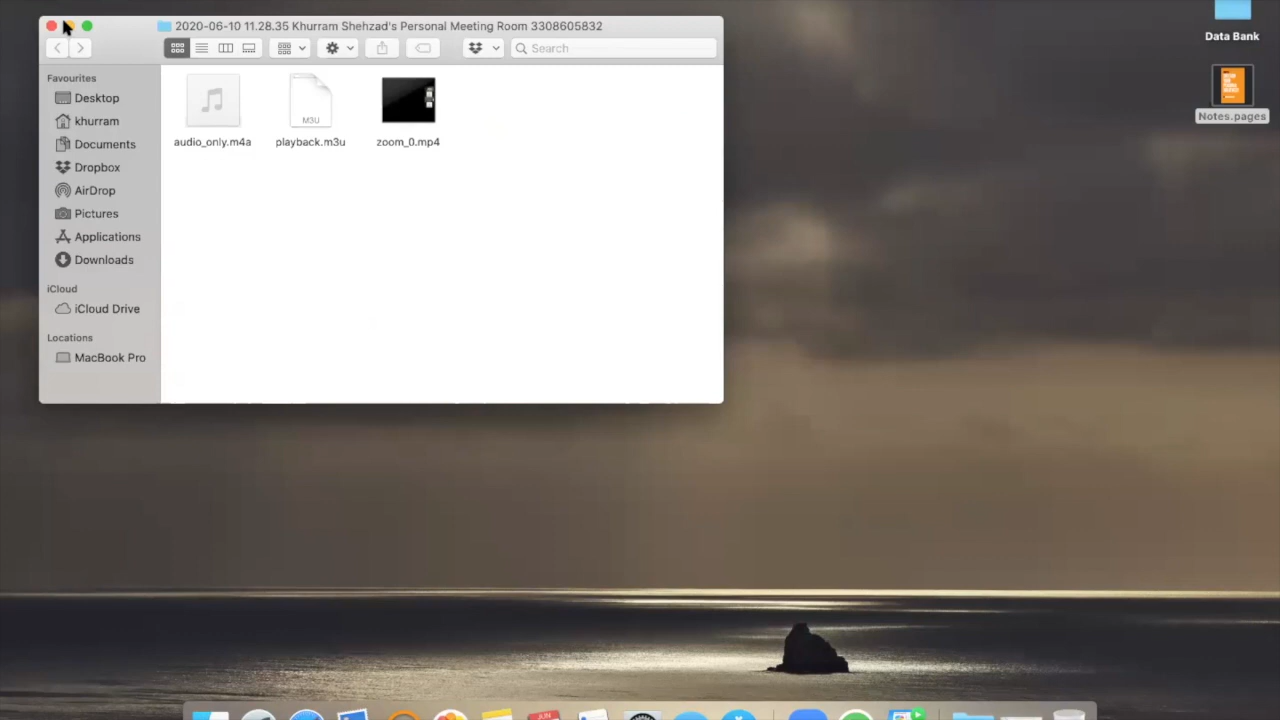 2020-06-10 11.28.35 Khurram Shehzad's Personal Meeting Room 3308605832
Search
Favourites
Desktop
khurram
Documents
Dropbox
AirDrop
Pictures
Applications
Downloads
iCloud
iCloud Drive
Locations
MacBook Pro
M3U
audio_only.m4a
playback.m3u
zoom_0.mp4
Data Bank
Notes.pages
JUN